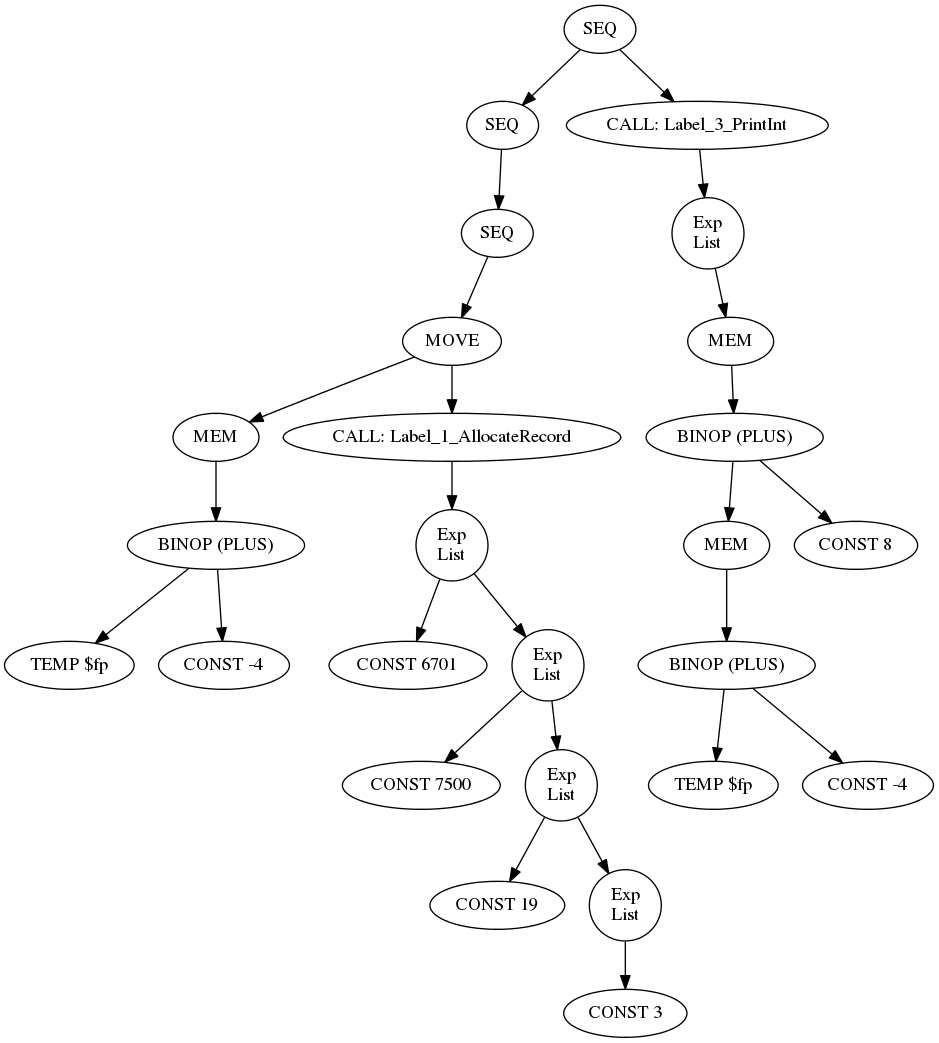 SEQ
SEQ
CALL: Label_3_PrintInt
SEQ
Exp
List
MOVE
MEM
MEM
CALL: Label_1_AllocateRecord
BINOP (PLUS)
BINOP (PLUS)
Exp
List
MEM
CONST 8
TEMP $fp
CONST -4
CONST 6701
Exp
List
BINOP (PLUS)
CONST 7500
Exp
List
TEMP $fp
CONST -4
CONST 19
Exp
List
CONST 3